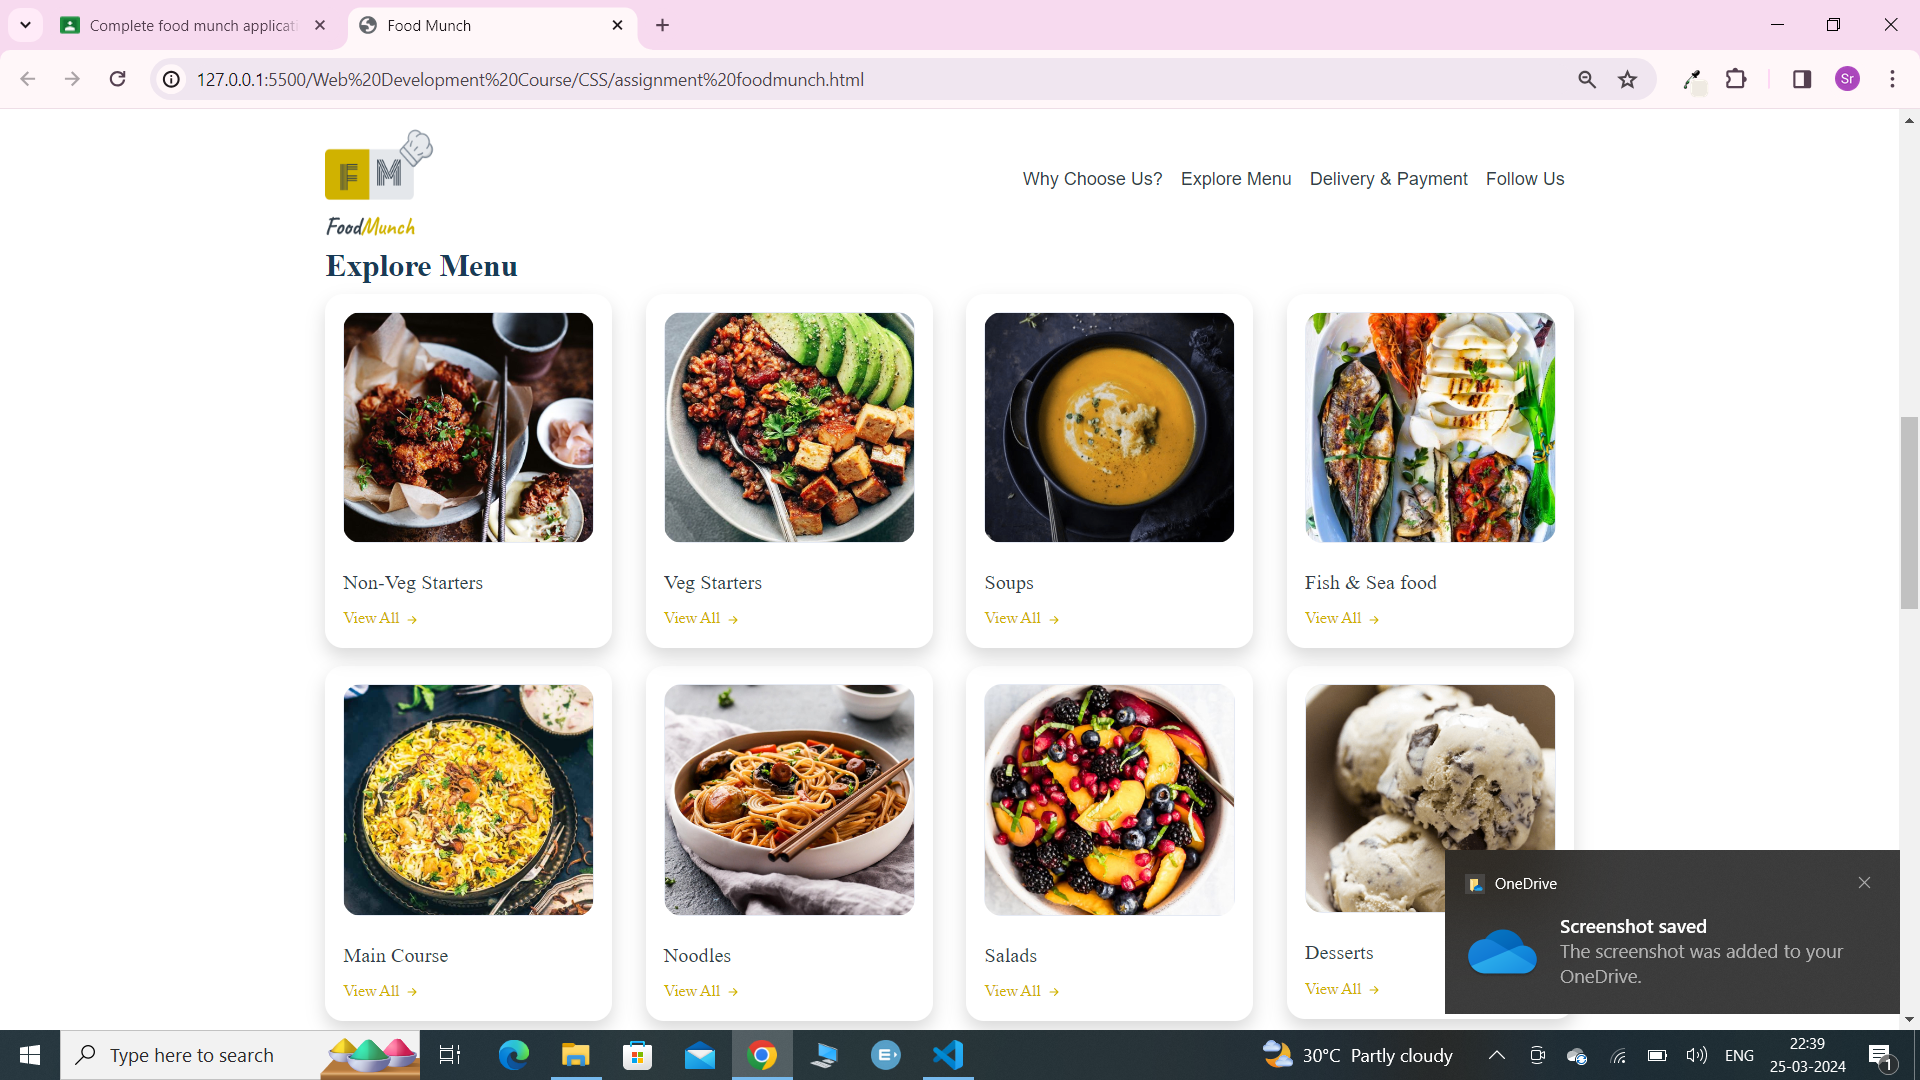 Complete food munch applicati
Food Munch
127.0.0.1:5500/Web%20Development%20Course/CSS/assignment%20foodmunch.html
Sr
F M
FoodMunch
Why Choose Us? Explore Menu Delivery & Payment Follow Us
Explore Menu
Non-Veg Starters
View All →
Veg Starters
View All →
Soups
View All →
Fish & Sea food
View All →
Main Course
View All →
Noodles
View All →
Salads
View All →
Desserts
View All →
OneDrive
Screenshot saved
The screenshot was added to your
OneDrive.
Type here to search
30°C Partly cloudy
ENG
22:39
25-03-2024
1